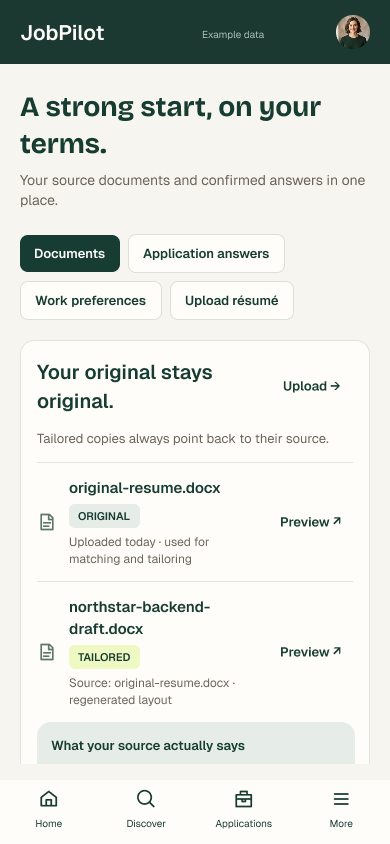 JobPilot
Example data
A strong start, on your
terms.
Your source documents and confirmed answers in one
place.
Documents
Application answers
Work preferences
Upload résumé
Your original stays
original.
Upload →
Tailored copies always point back to their source.
original-resume.docx
ORIGINAL
Uploaded today · used for
matching and tailoring
Preview ↗
northstar-backend-
draft.docx
TAILORED
Source: original-resume.docx ·
regenerated layout
Preview ↗
What your source actually says
Home
Discover
Applications
More